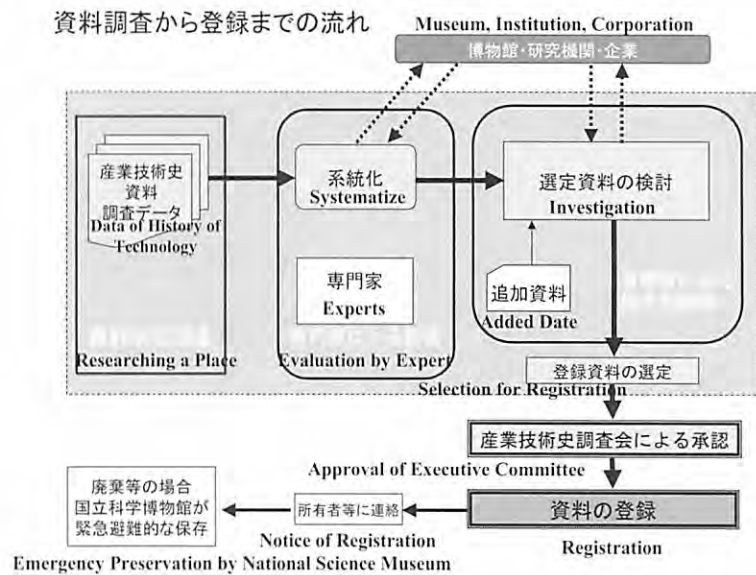 資料調査から登録までの流れ
Museum, Institution, Corporation
博物館・研究機関・企業
産業技術史
資料
調査データ
Data of History of
Technology
Researching a Place
系統化
Systematize
専門家
Experts
Evaluation by Expert
選定資料の検討
Investigation
追加資料
Added Date
登録資料の選定
Selection for Registration
産業技術史調査会による承認
Approval of Executive Committee
資料の登録
Registration
所有者等に連絡
Notice of Registration
廃棄等の場合
国立科学博物館が
緊急避難的な保存
Emergency Preservation by National Science Museum